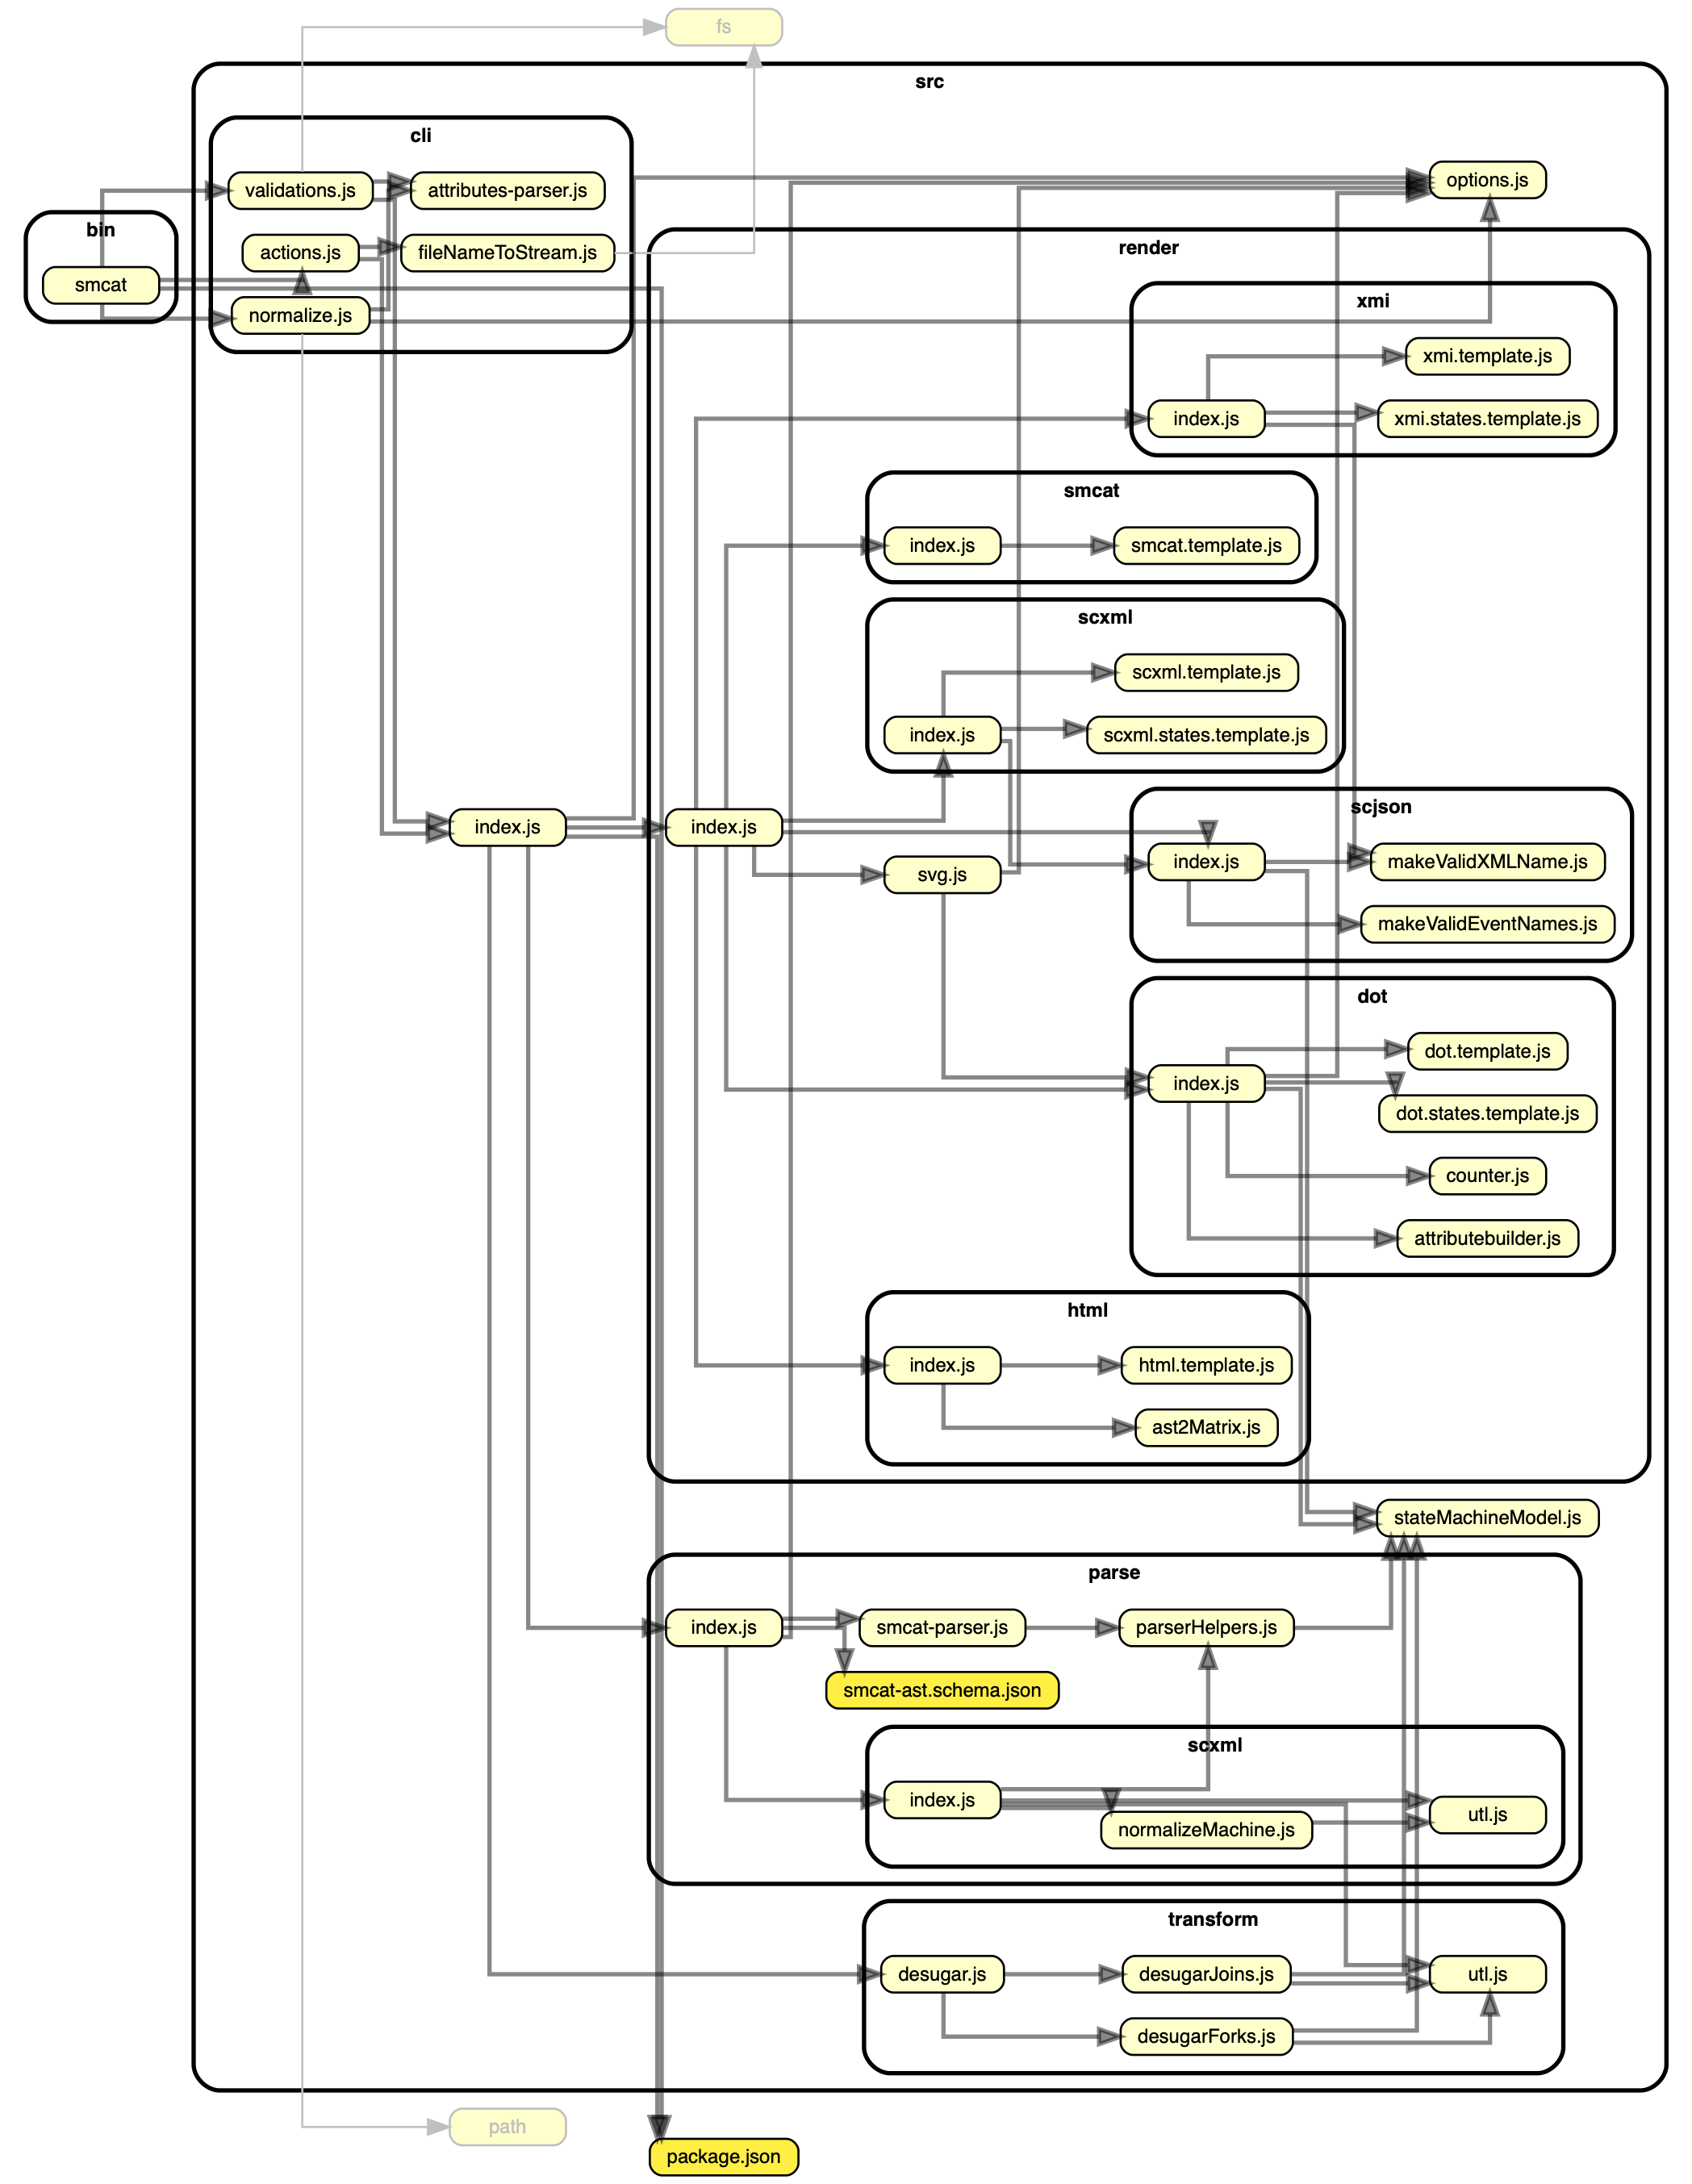 fs
src
cli
validations.js
attributes-parser.js
options.js
bin
actions.js
fileNameToStream.js
render
smcat
normalize.js
xmi
xmi.template.js
index.js
xmi.states.template.js
smcat
index.js
smcat.template.js
scxml
scxml.template.js
index.js
scxml.states.template.js
scjson
index.js
index.js
svg.js
index.js
makeValidXMLName.js
makeValidEventNames.js
dot
dot.template.js
index.js
dot.states.template.js
counter.js
attributebuilder.js
html
index.js
html.template.js
ast2Matrix.js
stateMachineModel.js
parse
index.js
smcat-parser.js
parserHelpers.js
smcat-ast.schema.json
scxml
index.js
normalizeMachine.js
utl.js
transform
desugar.js
desugarJoins.js
utl.js
desugarForks.js
path
package.json